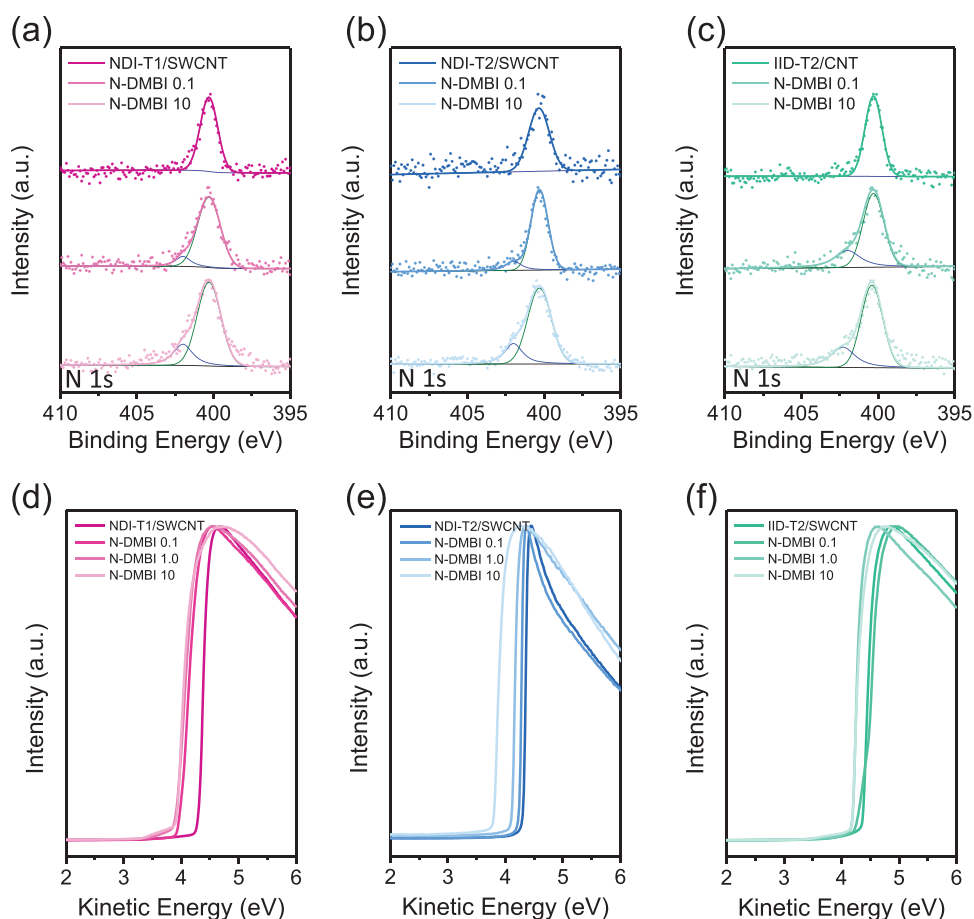 (a)
NDI-T1/SWCNT
N-DMBI 0.1
N-DMBI 10
Intensity (a.u.)
N 1s
410 405 400 395
Binding Energy (eV)
(b)
NDI-T2/SWCNT
N-DMBI 0.1
N-DMBI 10
Intensity (a.u.)
N 1s
410 405 400 395
Binding Energy (eV)
(c)
IID-T2/CNT
N-DMBI 0.1
N-DMBI 10
Intensity (a.u.)
N 1s
410 405 400 395
Binding Energy (eV)
(d)
NDI-T1/SWCNT
N-DMBI 0.1
N-DMBI 1.0
N-DMBI 10
Intensity (a.u.)
2 3 4 5 6
Kinetic Energy (eV)
(e)
NDI-T2/SWCNT
N-DMBI 0.1
N-DMBI 1.0
N-DMBI 10
Intensity (a.u.)
2 3 4 5 6
Kinetic Energy (eV)
(f)
IID-T2/SWCNT
N-DMBI 0.1
N-DMBI 1.0
N-DMBI 10
Intensity (a.u.)
2 3 4 5 6
Kinetic Energy (eV)